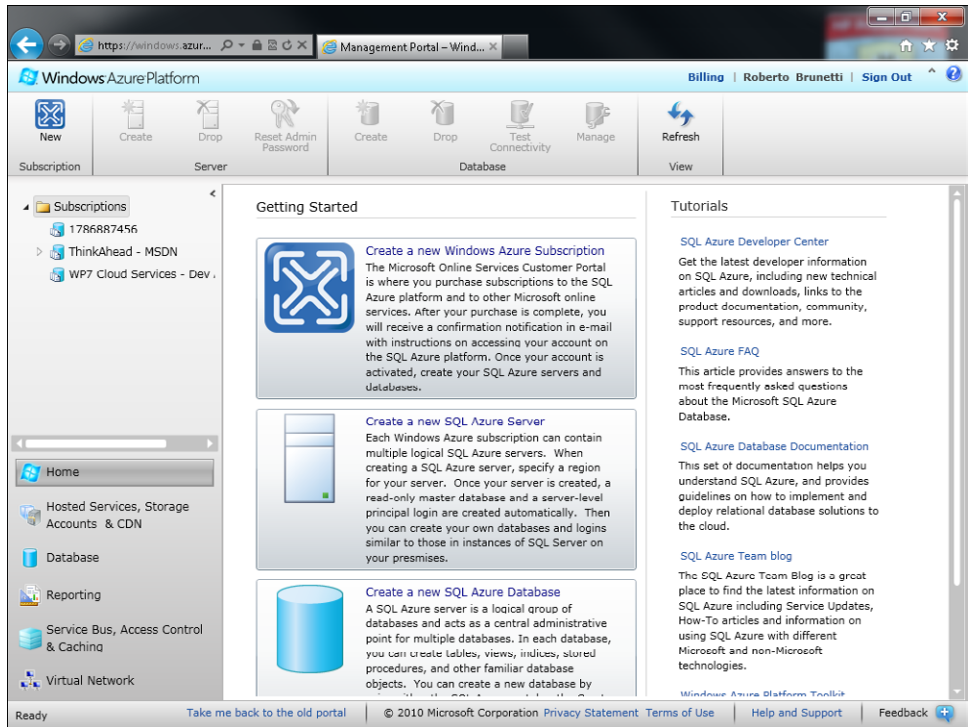 https://windows.azur...
Management Portal – Wind...
Windows Azure Platform
Billing | Roberto Brunetti | Sign Out
New
Create
Drop
Reset Admin
Password
Create
Drop
Test
Connectivity
Manage
Refresh
Subscription
Server
Database
View
Subscriptions
1786887456
ThinkAhead - MSDN
WP7 Cloud Services - Dev
Home
Hosted Services, Storage
Accounts & CDN
Database
Reporting
Service Bus, Access Control
& Caching
Virtual Network
Getting Started
Create a new Windows Azure Subscription
The Microsoft Online Services Customer Portal
is where you purchase subscriptions to the SQL
Azure platform and to other Microsoft online
services. After your purchase is complete, you
will receive a confirmation notification in e-mail
with instructions on accessing your account on
the SQL Azure platform. Once your account is
activated, create your SQL Azure servers and
databases.
Create a new SQL Azure Server
Each Windows Azure subscription can contain
multiple logical SQL Azure servers. When
creating a SQL Azure server, specify a region
for your server. Once your server is created, a
read-only master database and a server-level
principal login are created automatically. Then
you can create your own databases and logins
similar to those in instances of SQL Server on
your presmises.
Create a new SQL Azure Database
A SQL Azure server is a logical group of
databases and acts as a central administrative
point for multiple databases. In each database,
you can create tables, views, indices, stored
procedures, and other familiar database
objects. You can create a new database by
Tutorials
SQL Azure Developer Center
Get the latest developer information
on SQL Azure, including new technical
articles and downloads, links to the
product documentation, community,
support resources, and more.
SQL Azure FAQ
This article provides answers to the
most frequently asked questions
about the Microsoft SQL Azure
Database.
SQL Azure Database Documentation
This set of documentation helps you
understand SQL Azure, and provides
guidelines on how to implement and
deploy relational database solutions to
the cloud.
SQL Azure Team blog
The SQL Azure Team Blog is a great
place to find the latest information on
SQL Azure including Service Updates,
How-To articles and information on
using SQL Azure with different
Microsoft and non-Microsoft
technologies.
Windows Azure Platform Toolkit
Ready
Take me back to the old portal | © 2010 Microsoft Corporation Privacy Statement Terms of Use | Help and Support | Feedback